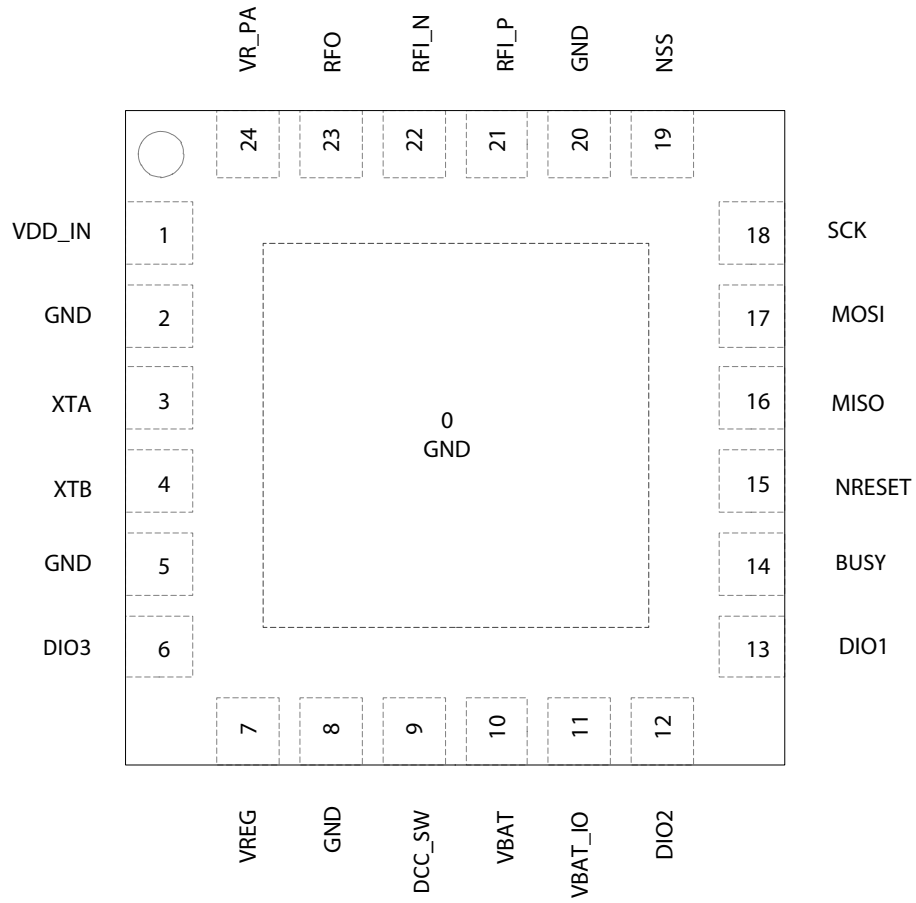 VR_PA
RFO
RFI_N
RFI_P
GND
NSS
24
23
22
21
20
19
VDD_IN
1
18
SCK
GND
2
17
MOSI
XTA
3
16
MISO
0
GND
XTB
4
15
NRESET
GND
5
14
BUSY
DIO3
6
13
DIO1
7
8
9
10
11
12
VREG
GND
DCC_SW
VBAT
VBAT_IO
DIO2